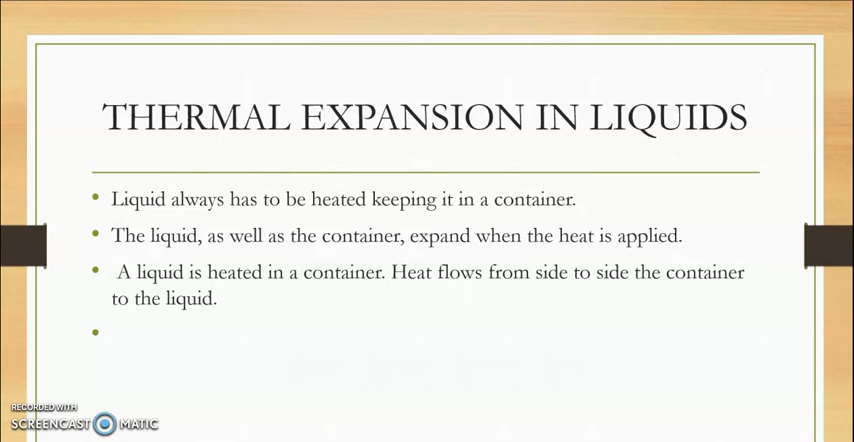 THERMAL EXPANSION IN LIQUIDS
• Liquid always has to be heated keeping it in a container.
• The liquid, as well as the container, expand when the heat is applied.
• A liquid is heated in a container. Heat flows from side to side the container
to the liquid.
•
RECORDED WITH
SCREENCAST MATIC